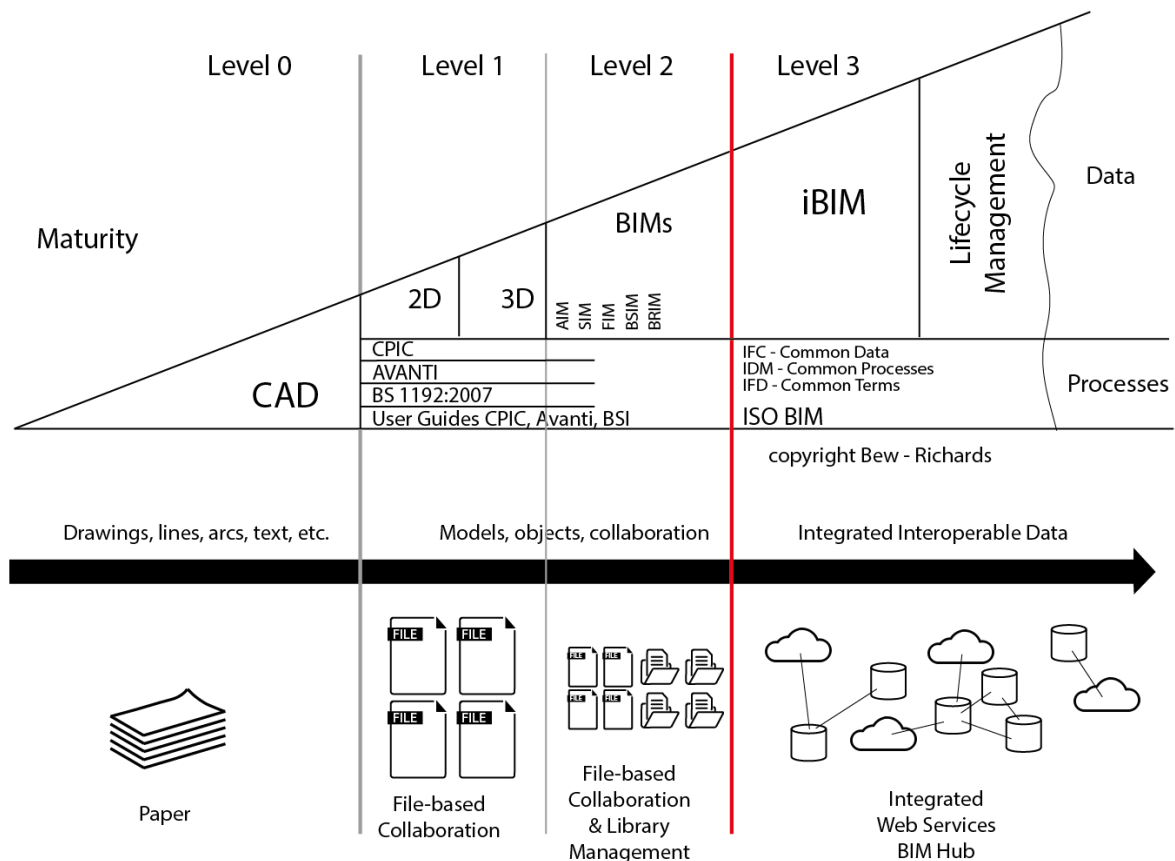 Level 0
Level 1
Level 2
Level 3
Maturity
2D
3D
BIMs
iBIM
Lifecycle
Management
Data
AIM
SIM
FIM
BSIM
BRIM
CAD
CPIC
AVANTI
BS 1192:2007
User Guides CPIC, Avanti, BSI
IFC - Common Data
IDM - Common Processes
IFD - Common Terms
ISO BIM
Processes
copyright Bew - Richards
Drawings, lines, arcs, text, etc.
Models, objects, collaboration
Integrated Interoperable Data
FILE
FILE
FILE
FILE
FILE
FILE
FILE
FILE
Paper
File-based
Collaboration
File-based
Collaboration
& Library
Management
Integrated
Web Services
BIM Hub